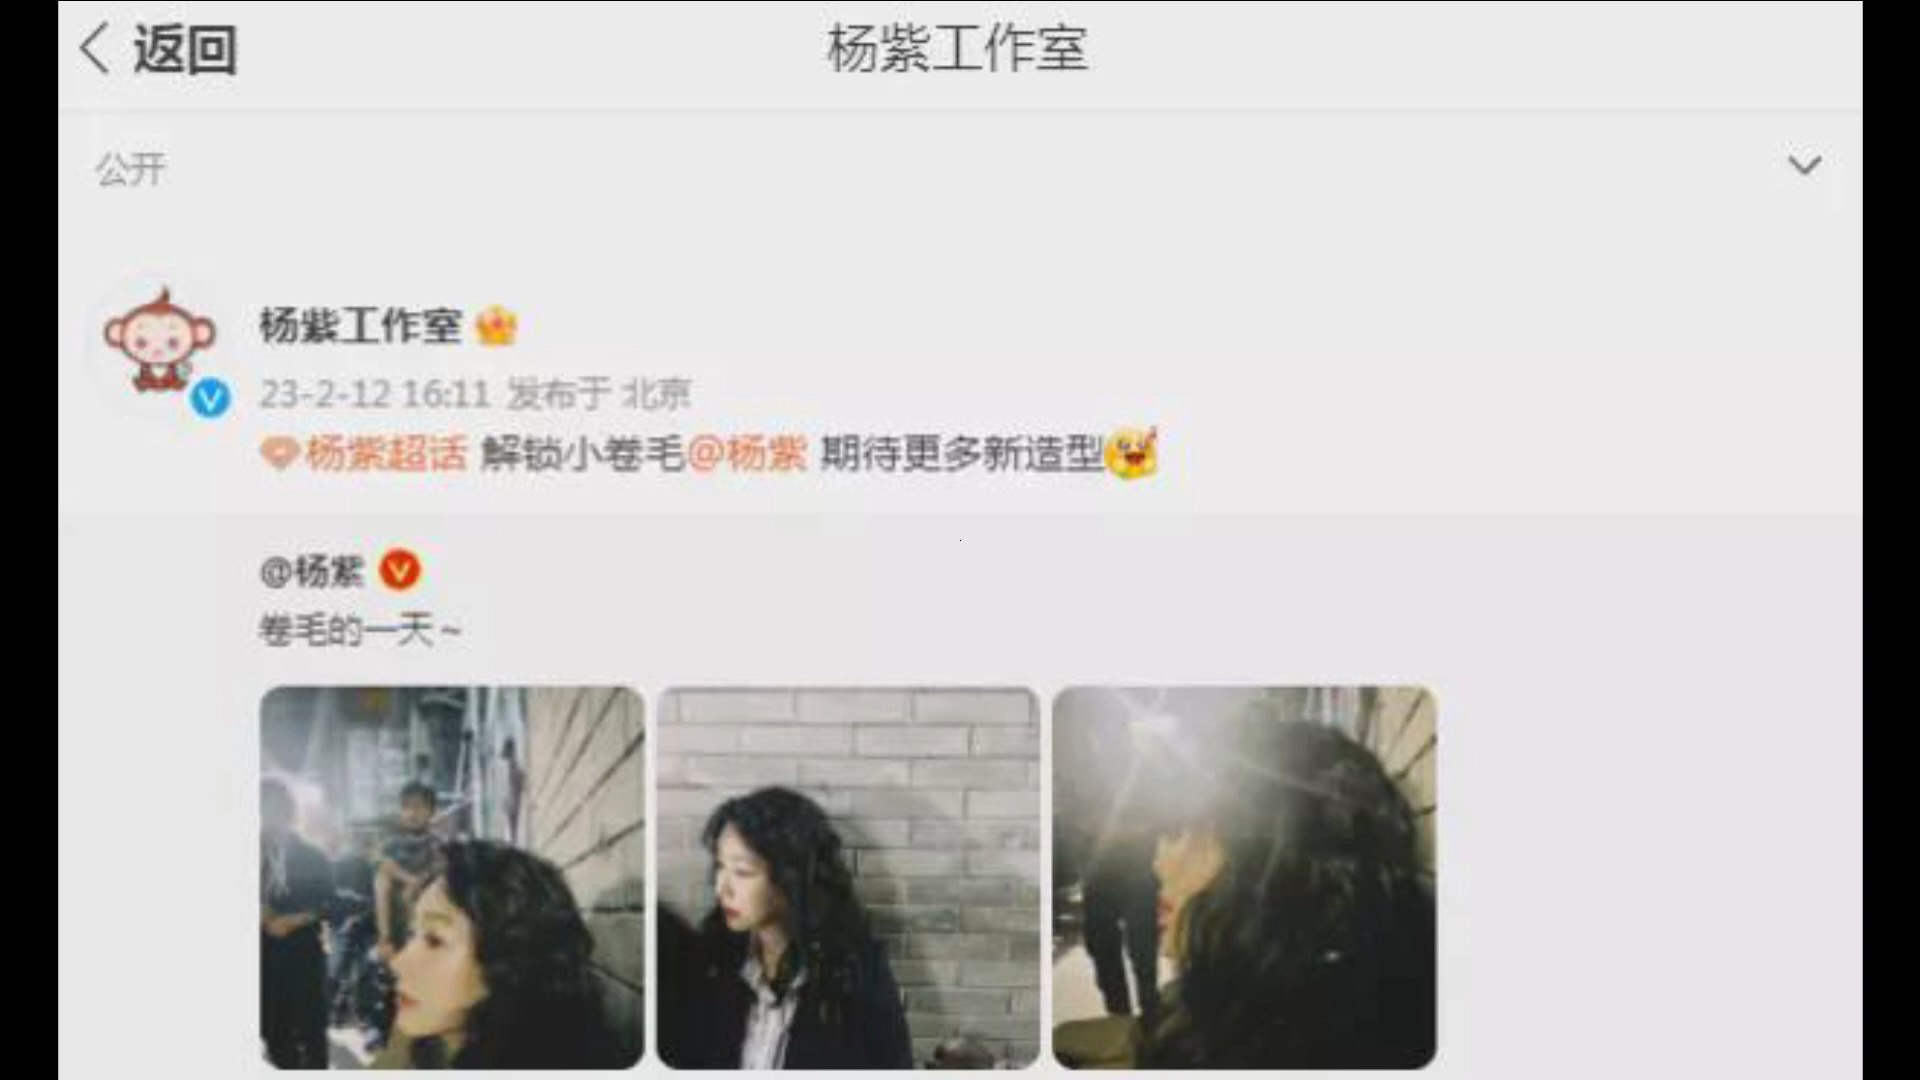 返回
杨紫工作室
公开
杨紫工作室
23-2-12 16:11 发布于 北京
杨紫超话 解锁小卷毛@杨紫 期待更多新造型
@杨紫
卷毛的一天~